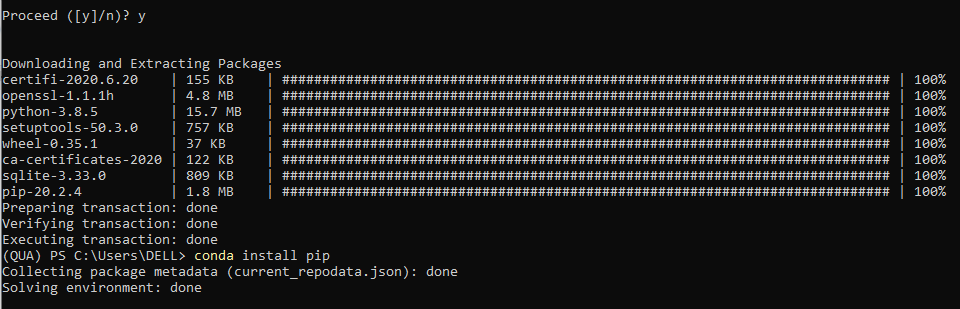 Proceed ([y]/n)? y
Downloading and Extracting Packages
certifi-2020.6.20    | 155 KB    | ############################################################################ | 100%
openssl-1.1.1h       | 4.8 MB    | ############################################################################ | 100%
python-3.8.5         | 15.7 MB   | ############################################################################ | 100%
setuptools-50.3.0    | 757 KB    | ############################################################################ | 100%
wheel-0.35.1         | 37 KB     | ############################################################################ | 100%
ca-certificates-2020 | 122 KB    | ############################################################################ | 100%
sqlite-3.33.0        | 809 KB    | ############################################################################ | 100%
pip-20.2.4           | 1.8 MB    | ############################################################################ | 100%
Preparing transaction: done
Verifying transaction: done
Executing transaction: done
(QUA) PS C:\Users\DELL> conda install pip
Collecting package metadata (current_repodata.json): done
Solving environment: done